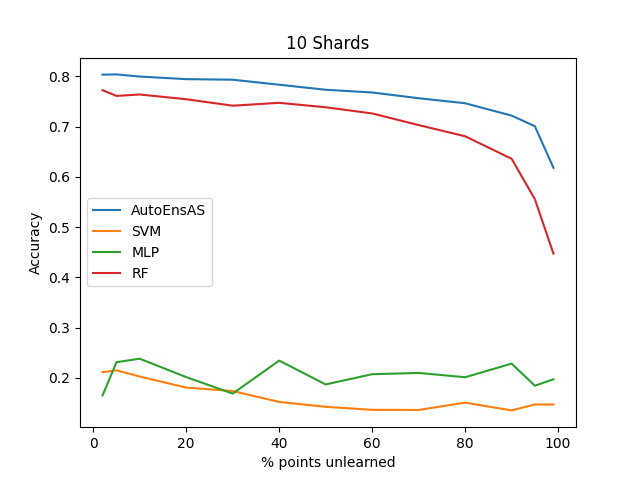 10 Shards
0.8
0.7
0.6
0.5
0.4
0.3
0.2
Accuracy
AutoEnsAS
SVM
MLP
RF
0 20 40 60 80 100
% points unlearned